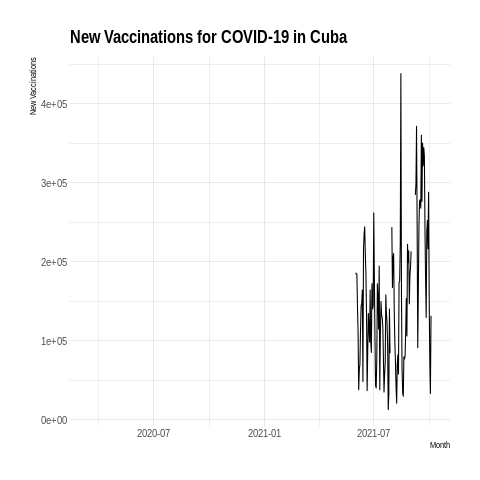 New Vaccinations for COVID-19 in Cuba
New Vaccinations
4e+05
3e+05
2e+05
1e+05
0e+00
2020-07
2021-01
2021-07
Month